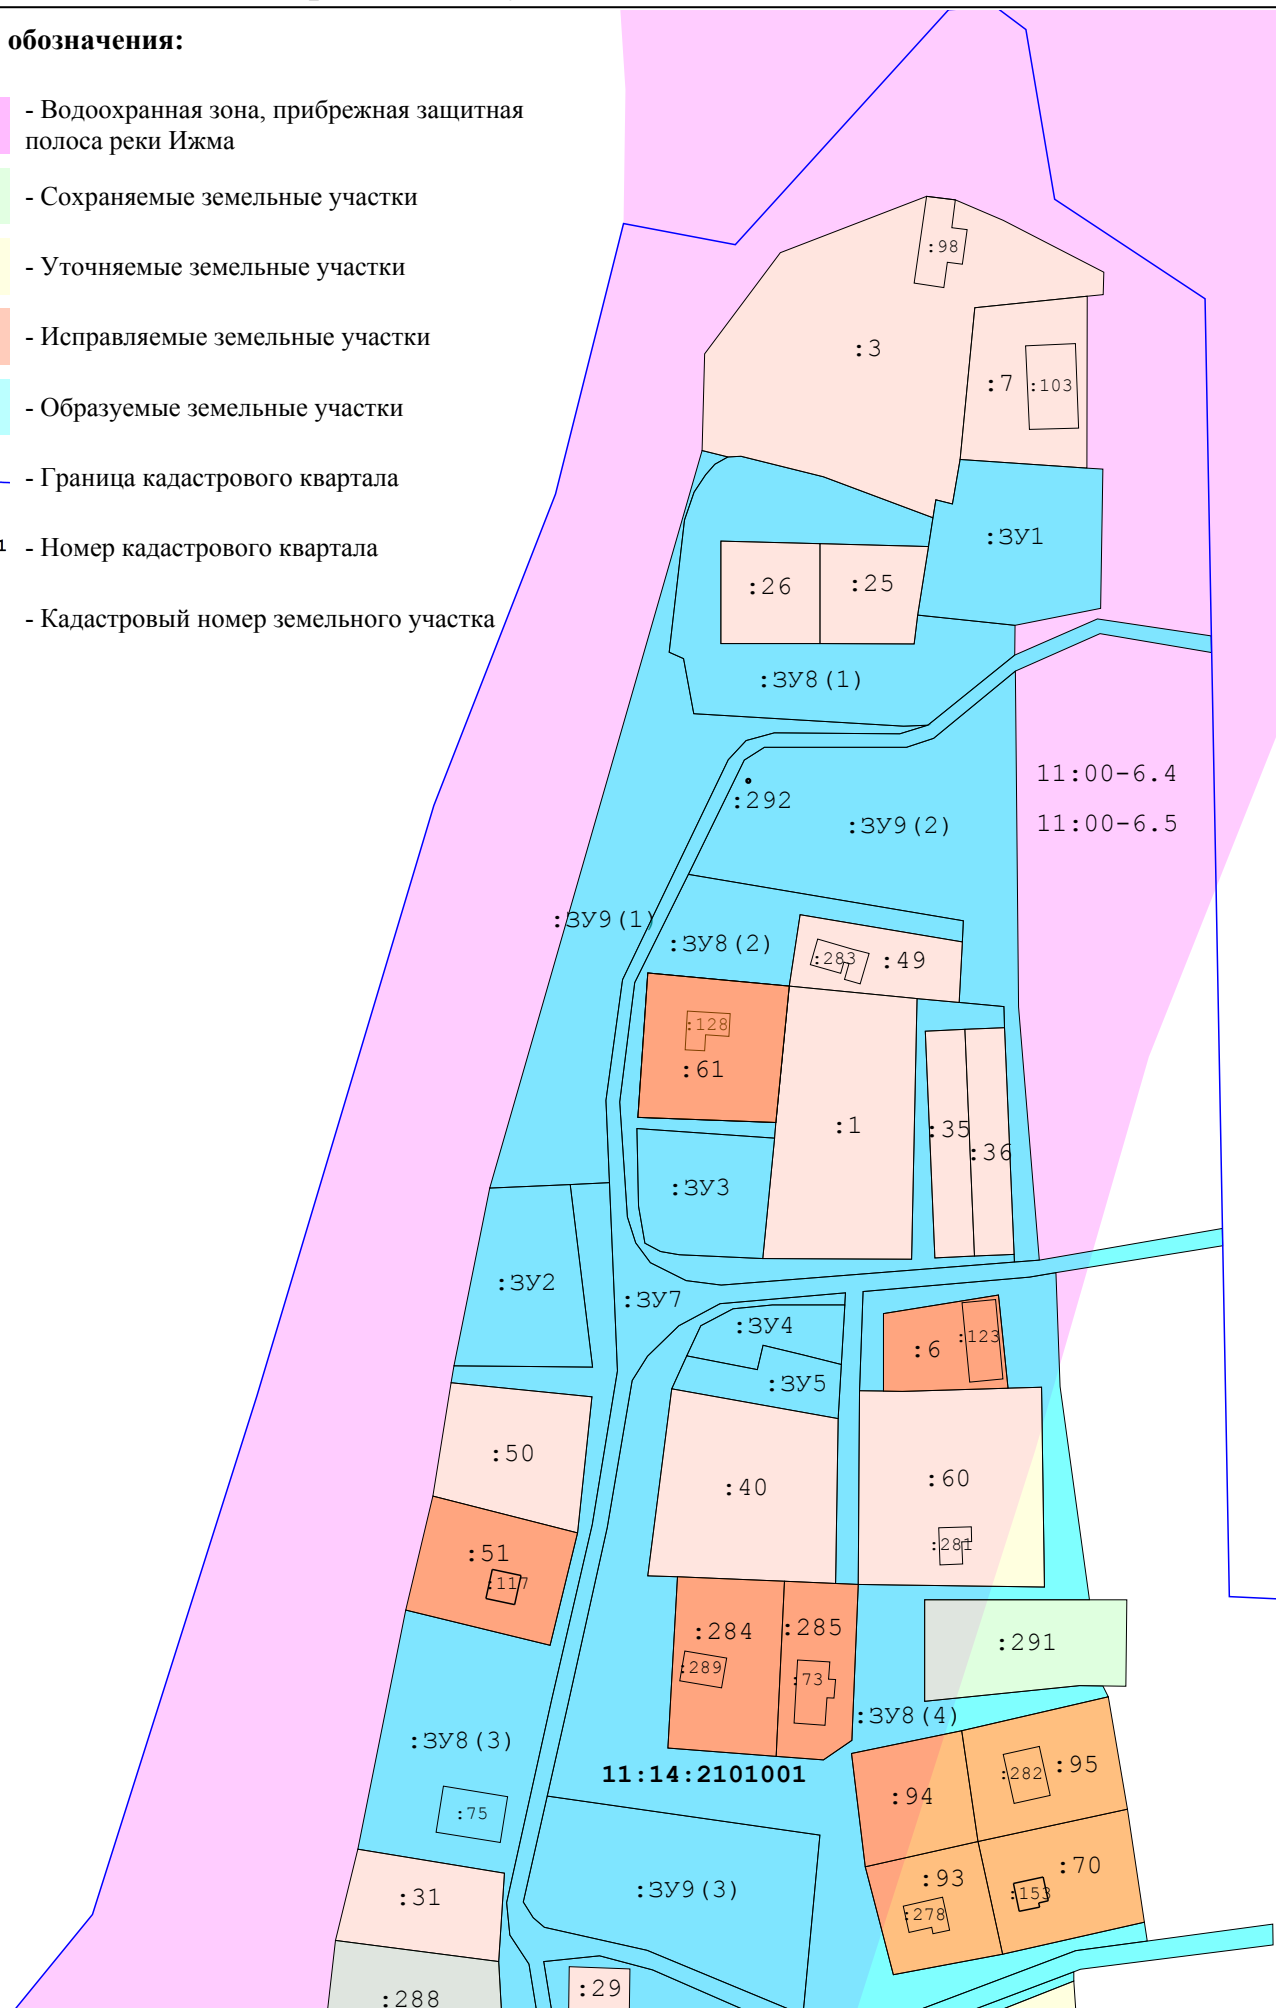 обозначения:
- Водоохранная зона, прибрежная защитная
полоса реки Ижма
- Сохраняемые земельные участки
- Уточняемые земельные участки
- Исправляемые земельные участки
- Образуемые земельные участки
- Граница кадастрового квартала
1 - Номер кадастрового квартала
- Кадастровый номер земельного участка
:98
:3
:7
:103
:ЗУ1
:26
:25
:ЗУ8(1)
11:00-6.4
:292
11:00-6.5
:ЗУ9(2)
:ЗУ9(1)
:ЗУ8(2)
:283
:49
:128
:61
:1
:35
:36
:ЗУ3
:ЗУ2
:ЗУ7
:ЗУ4
:123
:6
:ЗУ5
:50
:60
:40
:281
:51
:117
:284
:285
:291
:289
:73
:ЗУ8(4)
:ЗУ8(3)
11:14:2101001
:95
:282
:94
:75
:70
:93
:ЗУ9(3)
:153
:31
:278
:29
:288